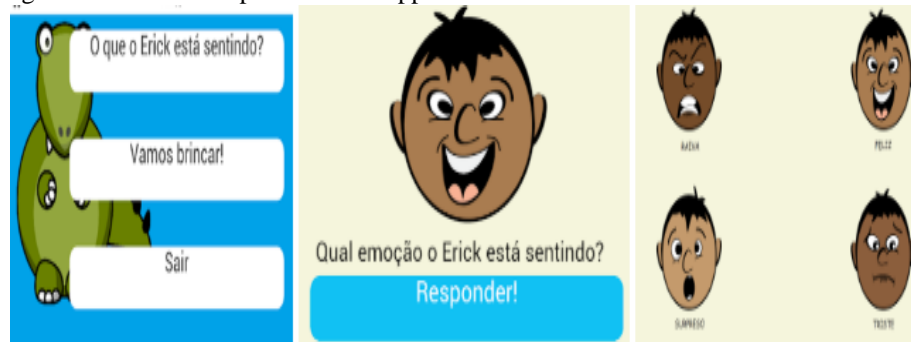 O que o Erick está sentindo?
Vamos brincar!
Sair
Qual emoção o Erick está sentindo?
Responder!
RAIVA
FELIZ
SURPRESO
TRISTE